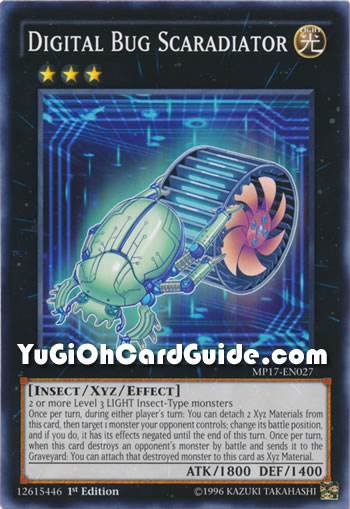 DIGITAL BUG SCARADIATOR
LIGHT
光
YuGiOhCardGuide.com
MP17-EN027
[INSECT/XYZ/EFFECT]
2 or more Level 3 LIGHT Insect-Type monsters
Once per turn, during either player's turn: You can detach 2 Xyz Materials from
this card, then target 1 monster your opponent controls; change its battle position,
and if you do, it has its effects negated until the end of this turn. Once per turn,
when this card destroys an opponent's monster by battle and sends it to the
Graveyard: You can attach that destroyed monster to this card as Xyz Material.
ATK/1800 DEF/1400
12615446 1st Edition ©1996 KAZUKI TAKAHASHI